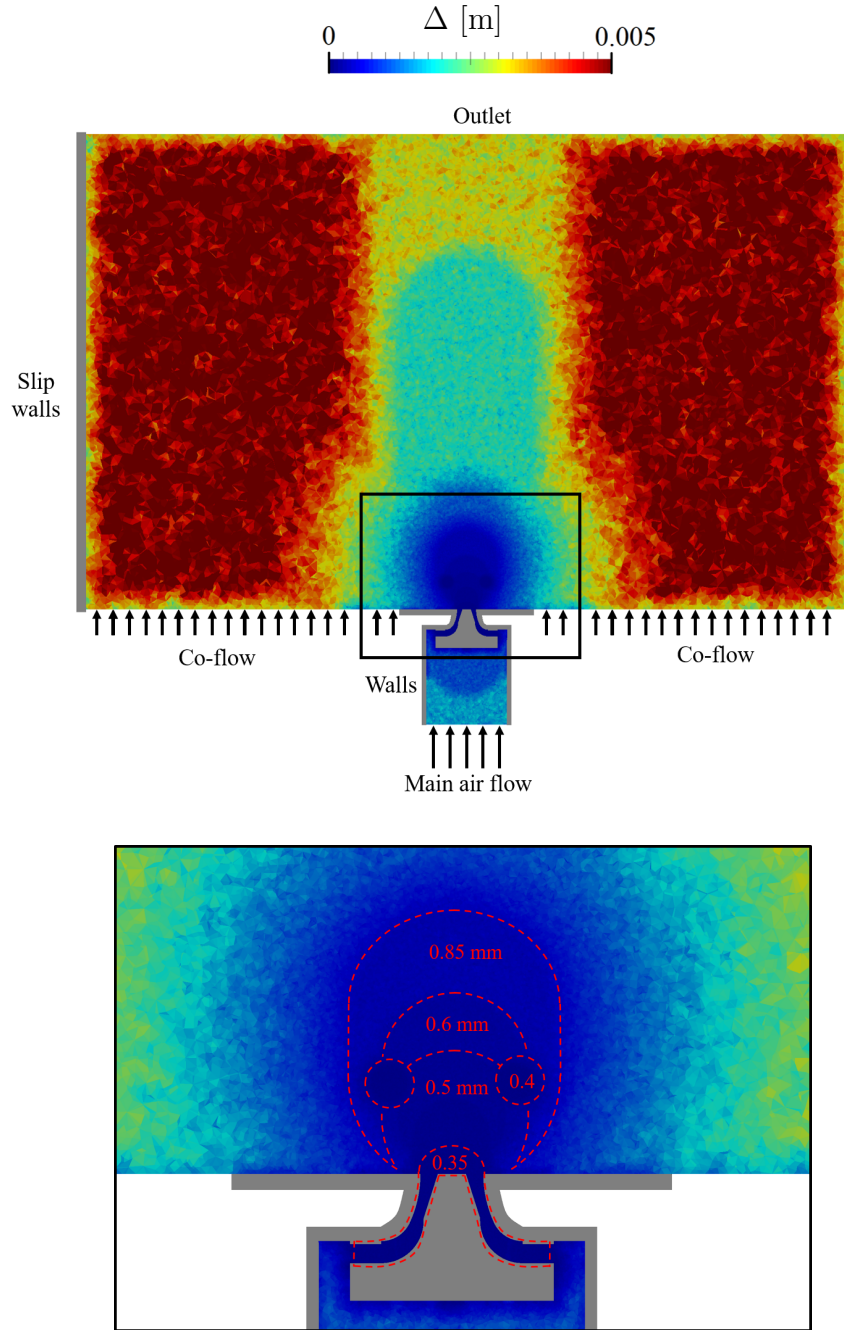 Δ [m]
0 0.005
Outlet
Slip
walls
Co-flow
Co-flow
Walls
Main air flow
0.85 mm
0.6 mm
0.5 mm
0.4
0.35